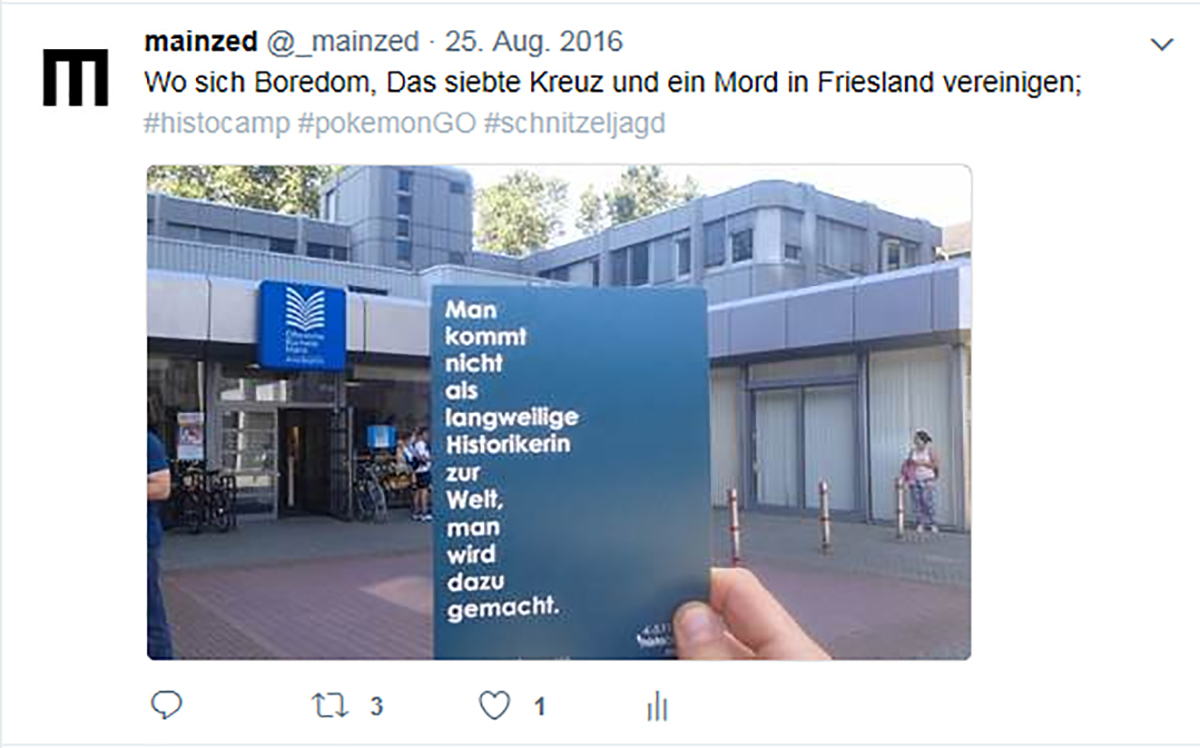 mainzed @_mainzed · 25. Aug. 2016
Wo sich Boredom, Das siebte Kreuz und ein Mord in Friesland vereinigen;
#histocamp #pokemonGO #schnitzeljagd
Öffentliche
Bücherei
Mainz
Anna Seghers
Man
kommt
nicht
als
langweilige
Historikerin
zur
Welt,
man
wird
dazu
gemacht.
3
1